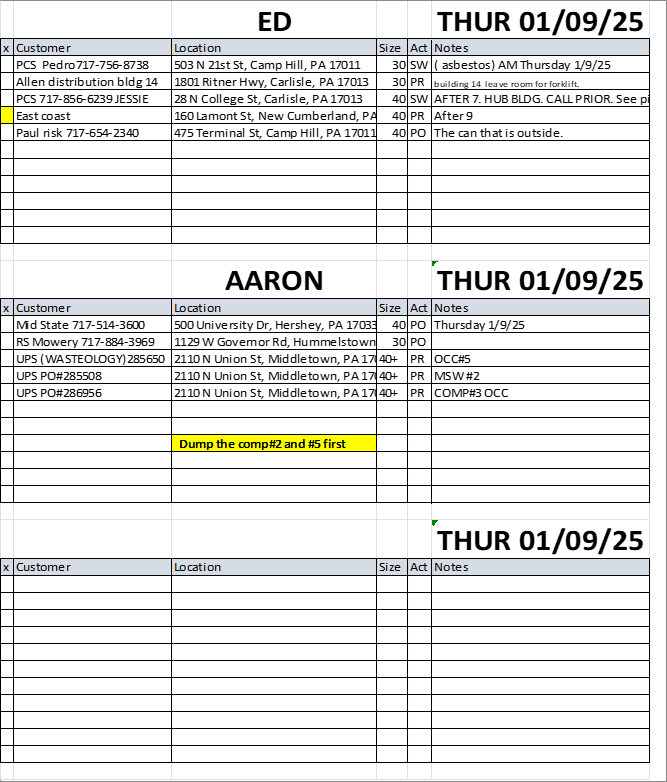 ED THUR 01/09/25
x Customer Location Size Act Notes
PCS Pedro717-756-8738 503 N 21st St, Camp Hill, PA 17011 30 SW ( asbestos) AM Thursday 1/9/25
Allen distribution bldg 14 1801 Ritner Hwy, Carlisle, PA 17013 30 PR building 14 leave room for forklift.
PCS 717-856-6239 JESSIE 28 N College St, Carlisle, PA 17013 40 SW AFTER 7. HUB BLDG. CALL PRIOR. See pi
East coast 160 Lamont St, New Cumberland, PA 40 PR After 9
Paul risk 717-654-2340 475 Terminal St, Camp Hill, PA 17011 40 PO The can that is outside.
AARON THUR 01/09/25
x Customer Location Size Act Notes
Mid State 717-514-3600 500 University Dr, Hershey, PA 17033 40 PO Thursday 1/9/25
RS Mowery 717-884-3969 1129 W Governor Rd, Hummelstown 30 PO
UPS (WASTEOLOGY)285650 2110 N Union St, Middletown, PA 170 40+ PR OCC#5
UPS PO#285508 2110 N Union St, Middletown, PA 170 40+ PR MSW #2
UPS PO#286956 2110 N Union St, Middletown, PA 170 40+ PR COMP#3 OCC
Dump the comp#2 and #5 first
THUR 01/09/25
x Customer Location Size Act Notes